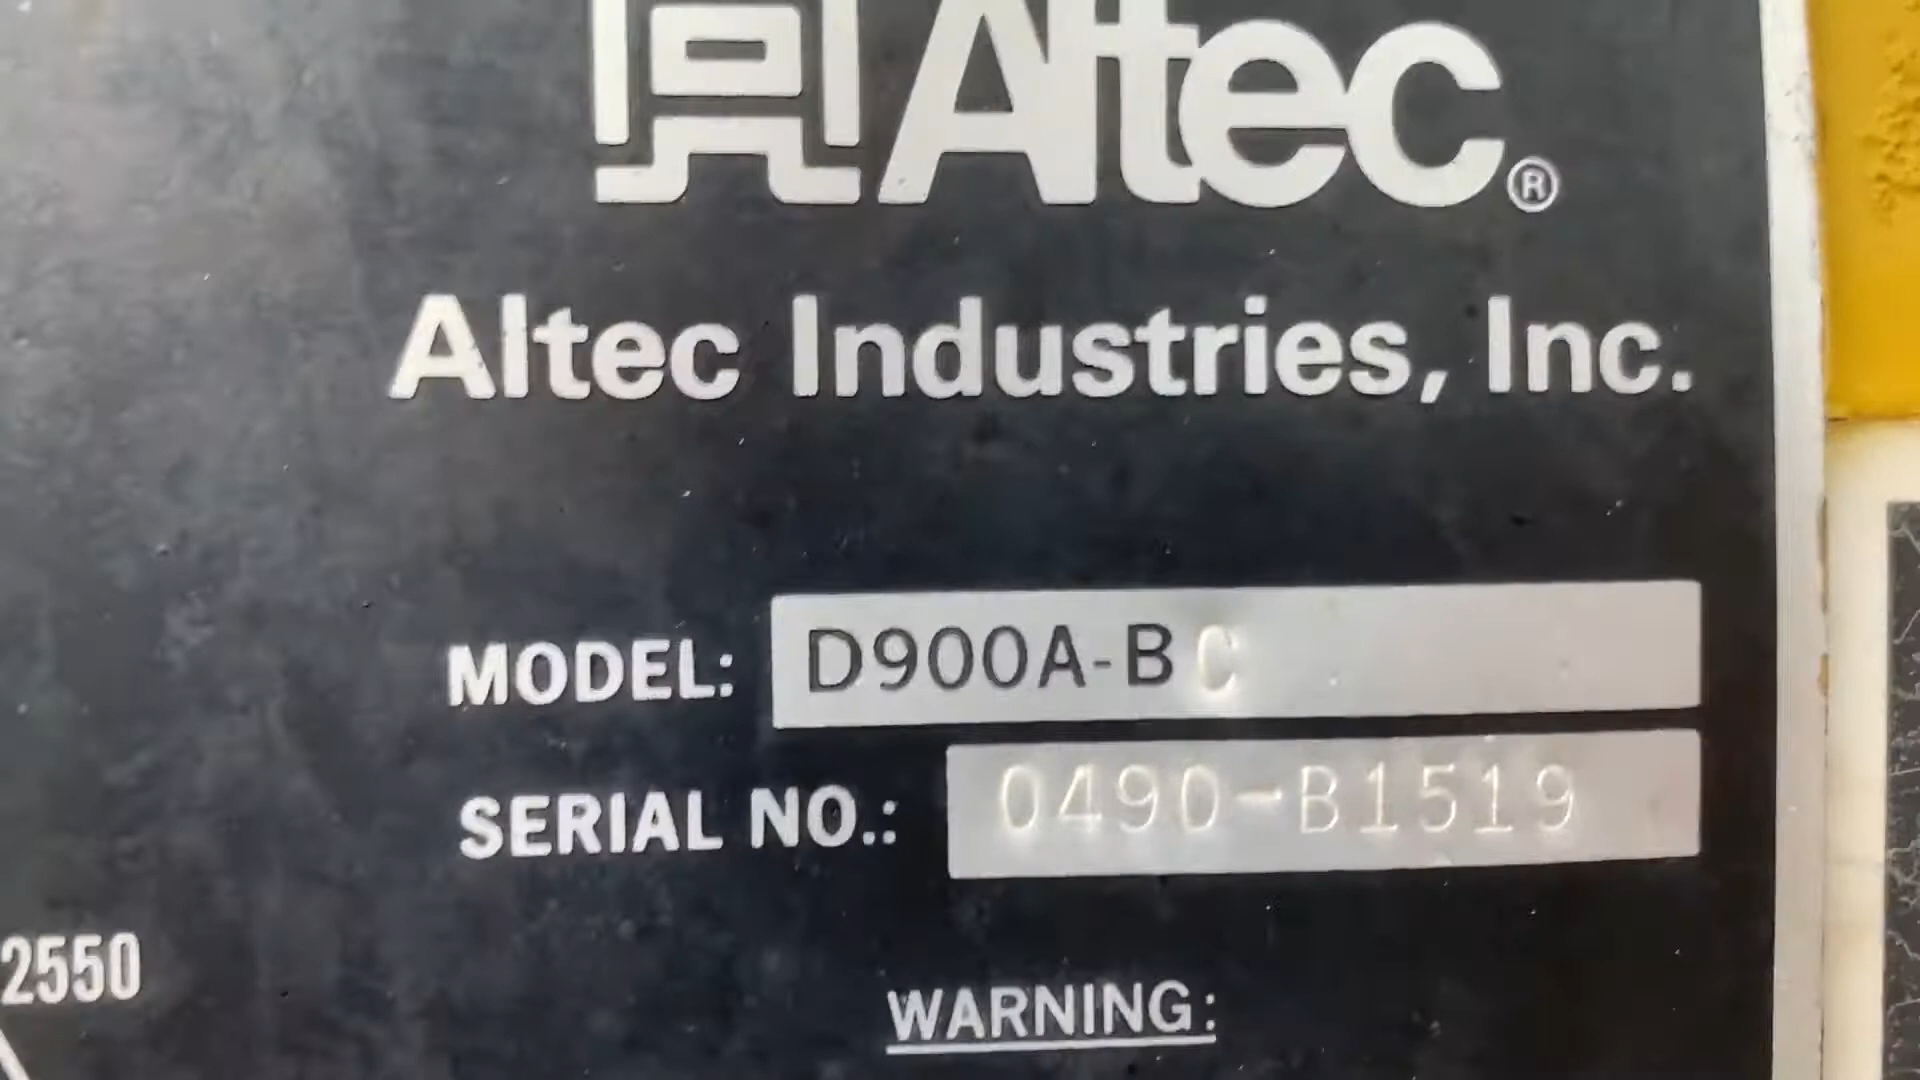 Altec®
Altec Industries, Inc.
MODEL: D900A-BC
SERIAL NO.: 0490-B1519
2550
WARNING: